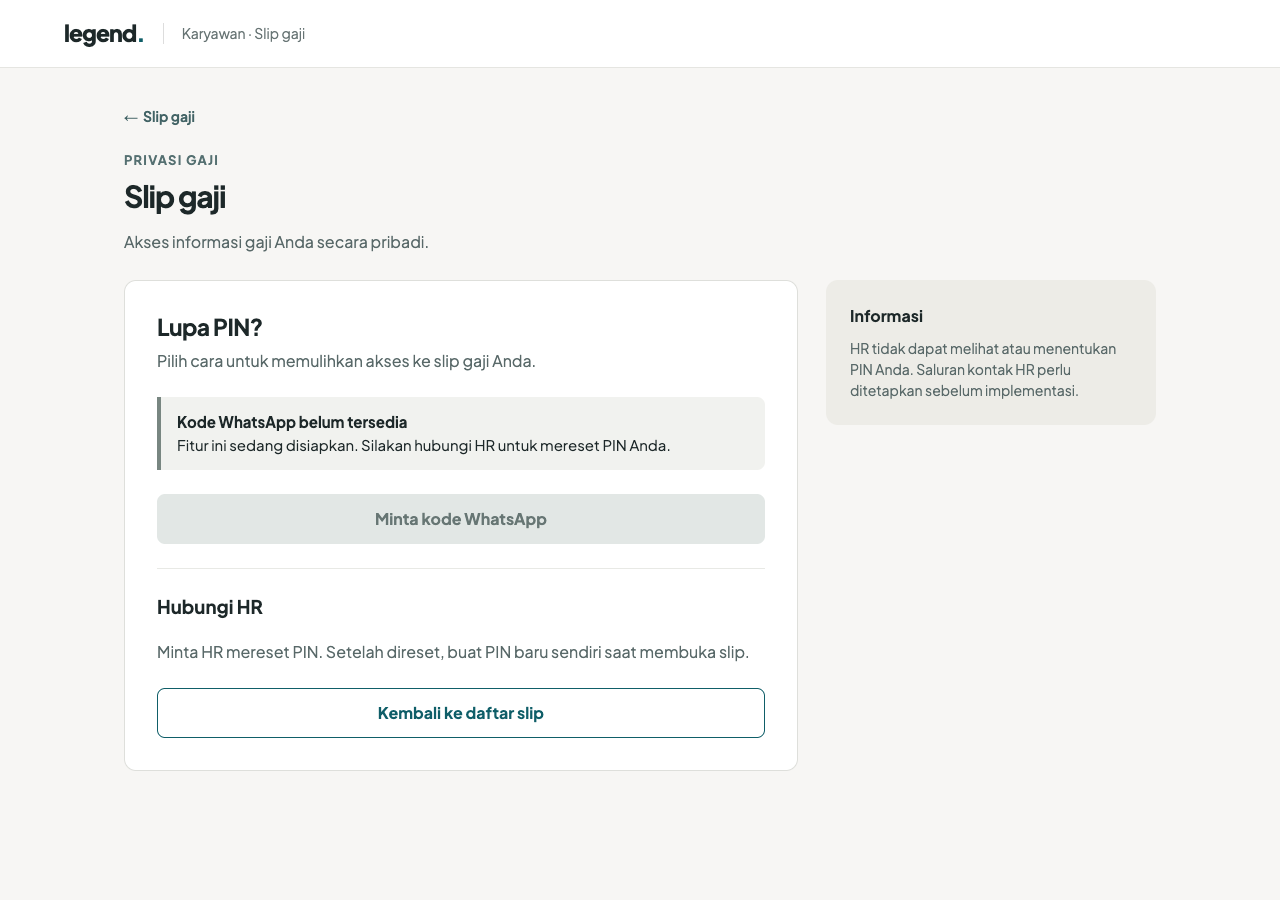 legend.
Karyawan · Slip gaji
← Slip gaji
PRIVASI GAJI
Slip gaji
Akses informasi gaji Anda secara pribadi.
Lupa PIN?
Pilih cara untuk memulihkan akses ke slip gaji Anda.
Kode WhatsApp belum tersedia
Fitur ini sedang disiapkan. Silakan hubungi HR untuk mereset PIN Anda.
Minta kode WhatsApp
Hubungi HR
Minta HR mereset PIN. Setelah direset, buat PIN baru sendiri saat membuka slip.
Kembali ke daftar slip
Informasi
HR tidak dapat melihat atau menentukan
PIN Anda. Saluran kontak HR perlu
ditetapkan sebelum implementasi.